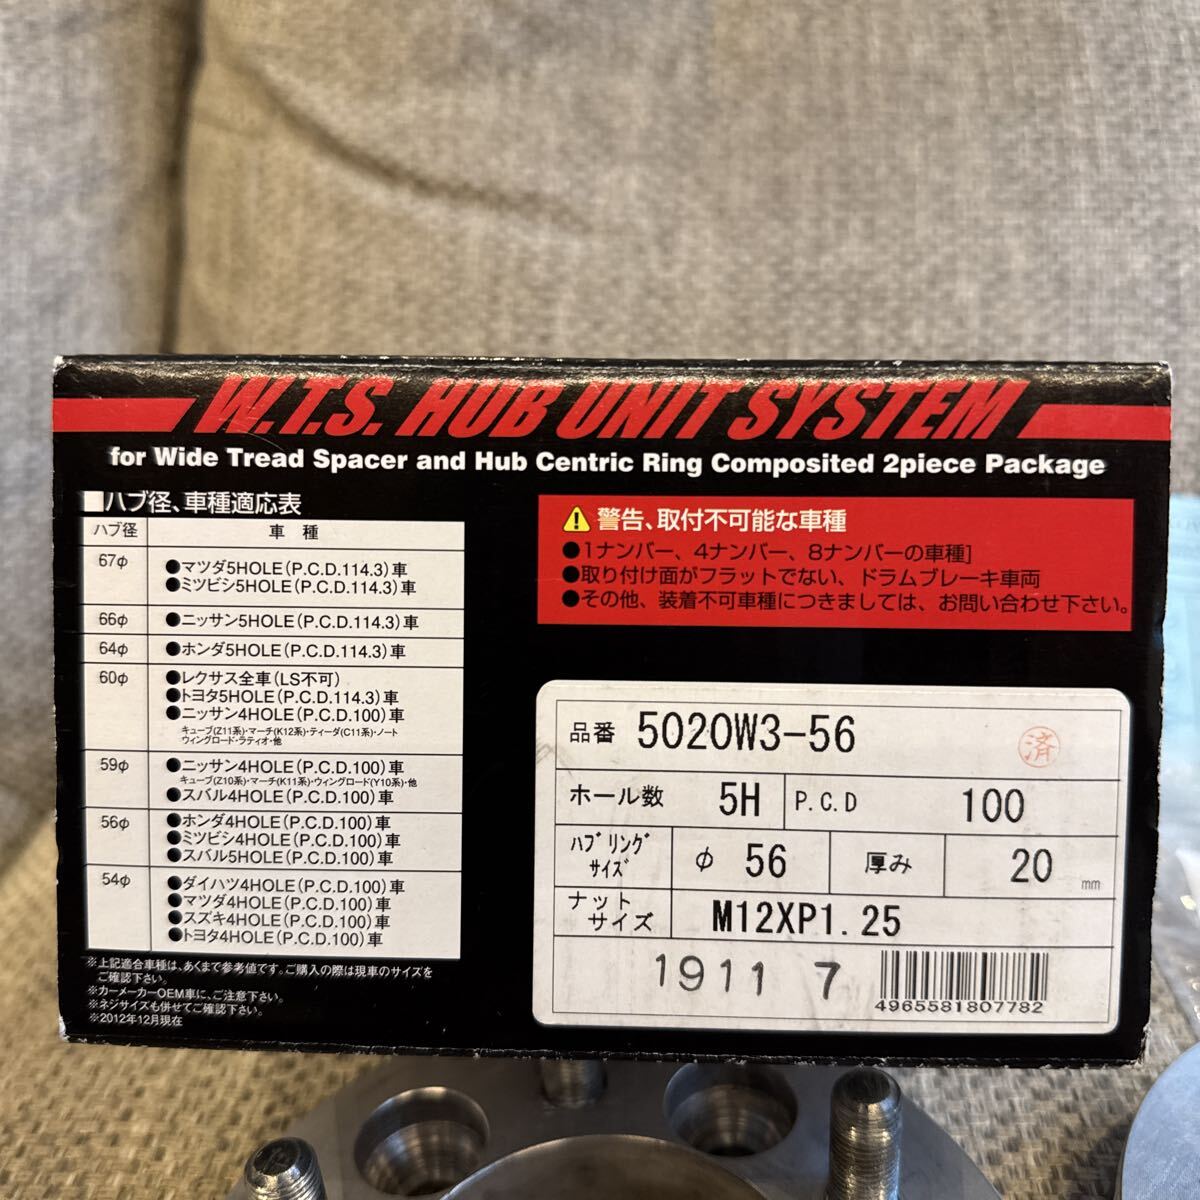 W.T.S. HUB UNIT SYSTEM
for Wide Tread Spacer and Hub Centric Ring Composited 2piece Package
■ハブ径、車種適応表
ハブ径 車種
67φ ●マツダ5HOLE(P.C.D.114.3)車
●ミツビシ5HOLE(P.C.D.114.3)車
66φ ●ニッサン5HOLE(P.C.D.114.3)車
64φ ●ホンダ5HOLE(P.C.D.114.3)車
60φ ●レクサス全車(LS不可)
●トヨタ5HOLE(P.C.D.114.3)車
●ニッサン4HOLE(P.C.D.100)車
キューブ(Z11系)・マーチ(K12系)・ティーダ(C11系)・ノート
ウィングロード・ラティオ・他
59φ ●ニッサン4HOLE(P.C.D.100)車
キューブ(Z10系)・マーチ(K11系)・ウィングロード(Y10系)・他
●スバル4HOLE(P.C.D.100)車
56φ ●ホンダ4HOLE(P.C.D.100)車
●ミツビシ4HOLE(P.C.D.100)車
●スバル5HOLE(P.C.D.100)車
54φ ●ダイハツ4HOLE(P.C.D.100)車
●マツダ4HOLE(P.C.D.100)車
●スズキ4HOLE(P.C.D.100)車
●トヨタ4HOLE(P.C.D.100)車
※上記適合車種は、あくまで参考値です。ご購入の際は現車のサイズを
ご確認下さい。
※カーメーカーOEM車に、ご注意下さい。
※ネジサイズも併せてご確認下さい。
※2012年12月現在
警告、取付不可能な車種
●1ナンバー、4ナンバー、8ナンバーの車種]
●取り付け面がフラットでない、ドラムブレーキ車両
●その他、装着不可車種につきましては、お問い合わせ下さい。
品番 5020W3-56 済
ホール数 5H P.C.D 100
ハブリング
サイズ φ 56 厚み 20 mm
ナット
サイズ M12XP1.25
1911 7
4965581807782